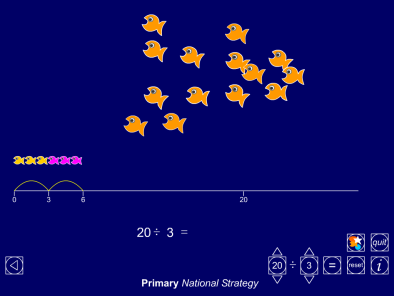 0 3 6 20
20 ÷ 3 =
quit
20 ÷ 3 = reset i
Primary National Strategy